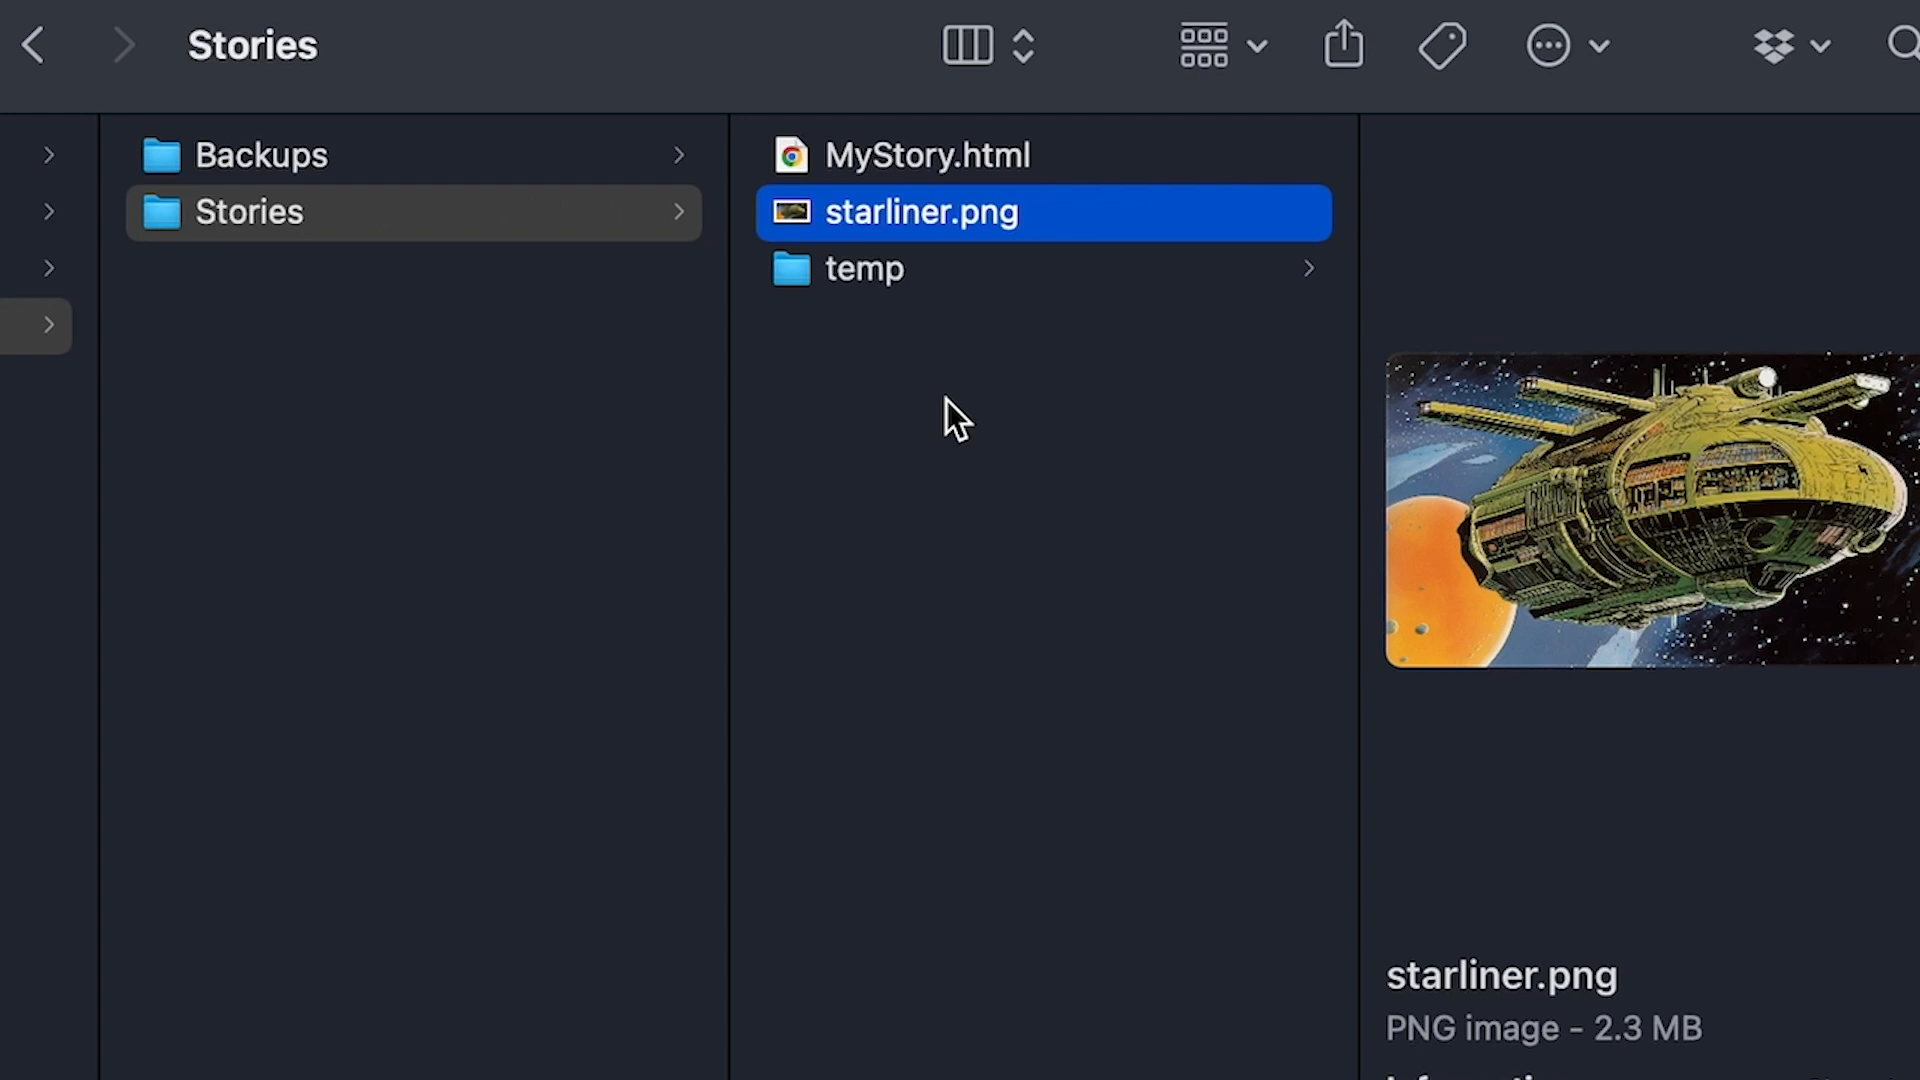 Stories
Backups
Stories
MyStory.html
starliner.png
temp
starliner.png
PNG image - 2.3 MB